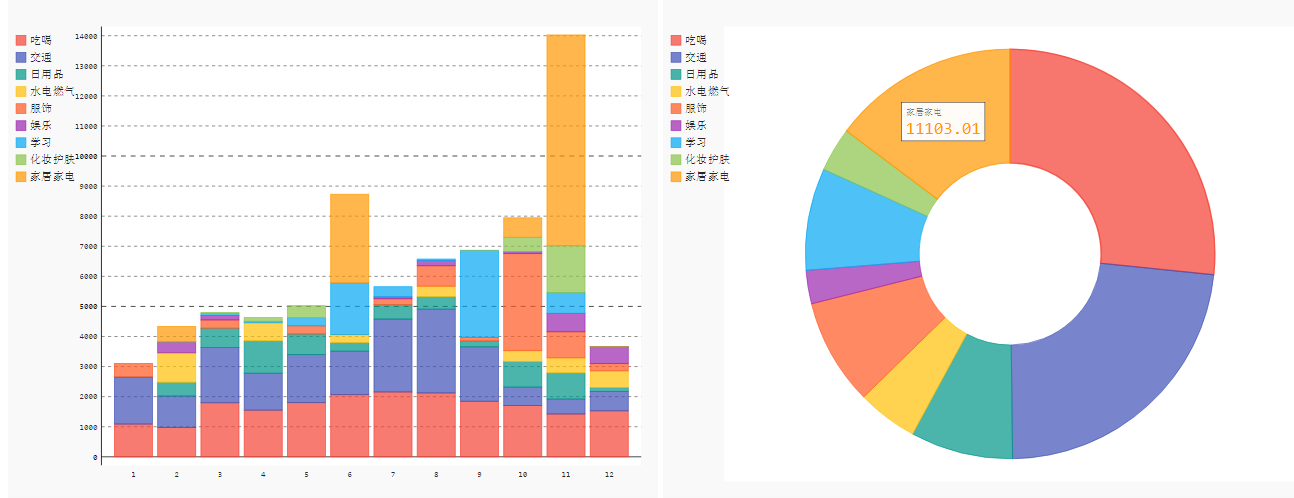 吃喝
交通
日用品
水电燃气
服饰
娱乐
学习
化妆护肤
家居家电
14000
13000
12000
11000
10000
9000
8000
7000
6000
5000
4000
3000
2000
1000
0
1 2 3 4 5 6 7 8 9 10 11 12
吃喝
交通
日用品
水电燃气
服饰
娱乐
学习
化妆护肤
家居家电
家居家电
11103.01